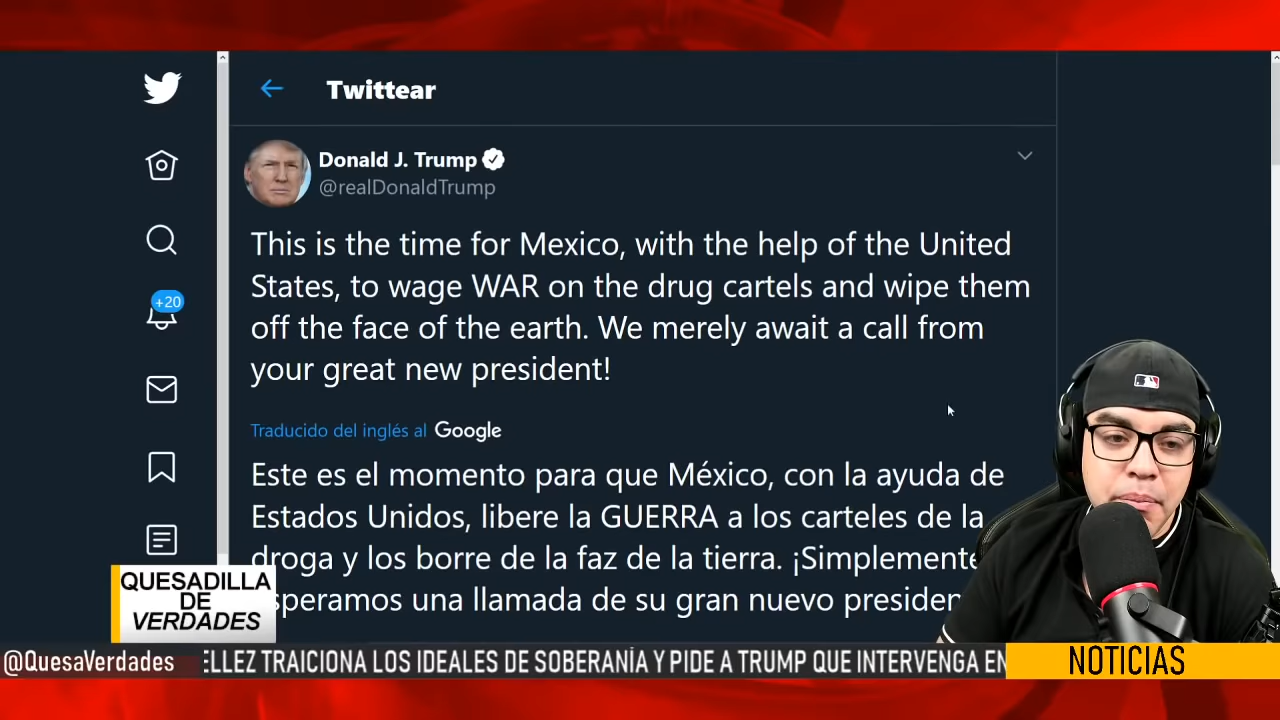 Twittear
Donald J. Trump
@realDonaldTrump
This is the time for Mexico, with the help of the United
States, to wage WAR on the drug cartels and wipe them
off the face of the earth. We merely await a call from
your great new president!
Traducido del inglés al Google
Este es el momento para que México, con la ayuda de
Estados Unidos, libere la GUERRA a los carteles de la
droga y los borre de la faz de la tierra. ¡Simplemente
speramos una llamada de su gran nuevo presiden
+20
QUESADILLA
DE
VERDADES
@QuesaVerdades
ELLEZ TRAICIONA LOS IDEALES DE SOBERANÍA Y PIDE A TRUMP QUE INTERVENGA EN
NOTICIAS